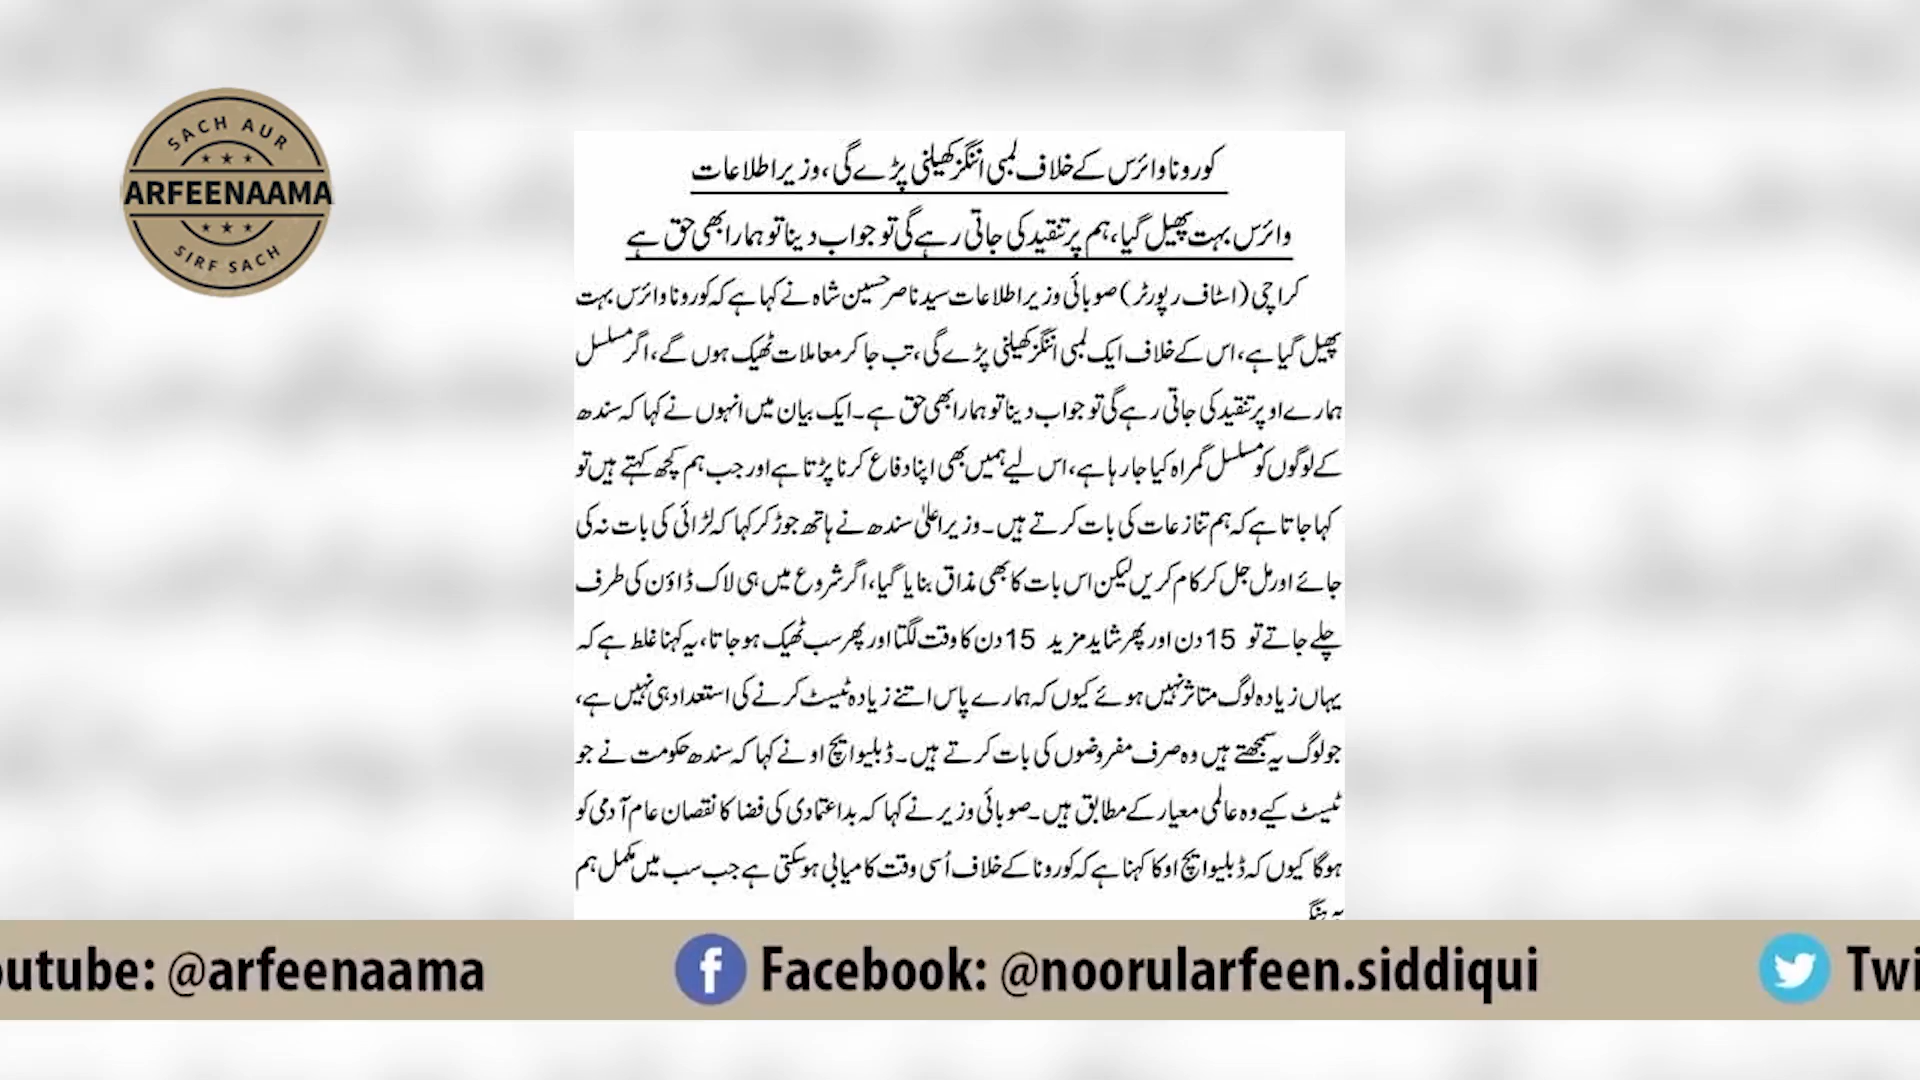 SACH AUR
ARFEENAAMA
SIRF SACH
کورونا وائرس کے خلاف لمبی اننگز کھیلنی پڑے گی، وزیر اطلاعات
وائرس بہت پھیل گیا، ہم پر تنقید کی جاتی رہے گی تو جواب دینا تو ہمارا بھی حق ہے
کراچی (اسٹاف رپورٹر) صوبائی وزیر اطلاعات سید ناصر حسین شاہ نے کہا ہے کہ کورونا وائرس بہت
پھیل گیا ہے، اس کے خلاف ایک لمبی اننگز کھیلنی پڑے گی، تب جا کر معاملات ٹھیک ہوں گے، اگر مسلسل
ہمارے اوپر تنقید کی جاتی رہے گی تو جواب دینا تو ہمارا بھی حق ہے۔ ایک بیان میں انہوں نے کہا کہ سندھ
کے لوگوں کو مسلسل گمراہ کیا جا رہا ہے، اس لیے ہمیں بھی اپنا دفاع کرنا پڑتا ہے اور جب ہم کچھ کہتے ہیں تو
کہا جاتا ہے کہ ہم تنازعات کی بات کرتے ہیں۔ وزیراعلیٰ سندھ نے ہاتھ جوڑ کر کہا کہ لڑائی کی بات نہ کی
جائے اور مل جل کر کام کریں لیکن اس بات کا بھی مذاق بنایا گیا، اگر شروع میں ہی لاک ڈاؤن کی طرف
چلے جاتے تو 15 دن اور پھر شاید مزید 15 دن کا وقت لگتا اور پھر سب ٹھیک ہو جاتا، یہ کہنا غلط ہے کہ
یہاں زیادہ لوگ متاثر نہیں ہوئے کیوں کہ ہمارے پاس اتنے زیادہ ٹیسٹ کرنے کی استعداد ہی نہیں ہے،
جو لوگ یہ سمجھتے ہیں وہ صرف مفروضوں کی بات کرتے ہیں۔ ڈبلیو ایچ او نے کہا کہ سندھ حکومت نے جو
ٹیسٹ کیے وہ عالمی معیار کے مطابق ہیں۔ صوبائی وزیر نے کہا کہ بداعتمادی کی فضا کا نقصان عام آدمی کو
ہوگا کیوں کہ ڈبلیو ایچ او کا کہنا ہے کہ کورونا کے خلاف اُسی وقت کامیابی ہوسکتی ہے جب سب میں مکمل ہم
outube: @arfeenaama
Facebook: @noorularfeen.siddiqui
Twi